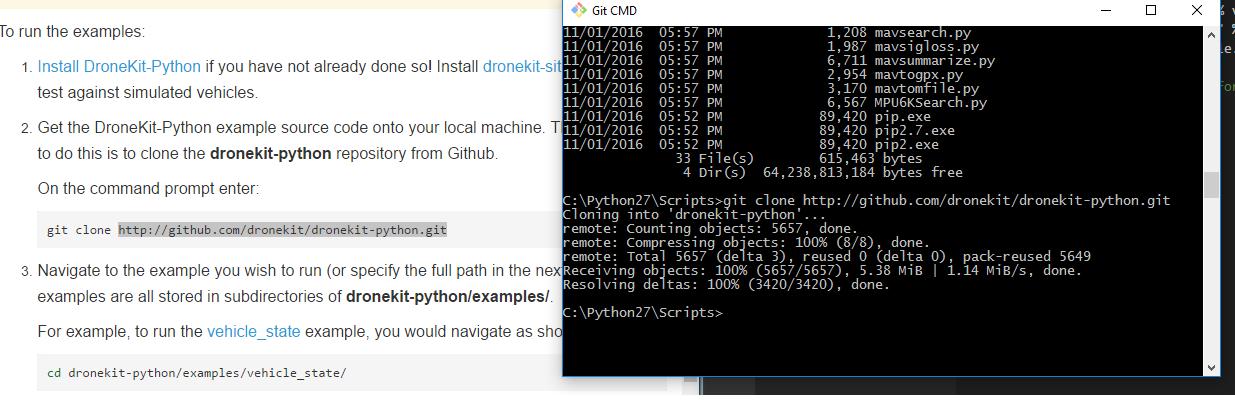 To run the examples:
1. Install DroneKit-Python if you have not already done so! Install dronekit-sit
test against simulated vehicles.
2. Get the DroneKit-Python example source code onto your local machine. T
to do this is to clone the dronekit-python repository from Github.
On the command prompt enter:
git clone http://github.com/dronekit/dronekit-python.git
3. Navigate to the example you wish to run (or specify the full path in the nex
examples are all stored in subdirectories of dronekit-python/examples/.
For example, to run the vehicle_state example, you would navigate as sho
cd dronekit-python/examples/vehicle_state/
Git CMD
11/01/2016 05:57 PM 1,208 mavsearch.py
11/01/2016 05:57 PM 1,987 mavsigloss.py
11/01/2016 05:57 PM 6,711 mavsummarize.py
11/01/2016 05:57 PM 2,954 mavtogpx.py
11/01/2016 05:57 PM 3,170 mavtomfile.py
11/01/2016 05:57 PM 6,567 MPU6KSearch.py
11/01/2016 05:52 PM 89,420 pip.exe
11/01/2016 05:52 PM 89,420 pip2.7.exe
11/01/2016 05:52 PM 89,420 pip2.exe
33 File(s) 615,463 bytes
4 Dir(s) 64,238,813,184 bytes free
C:\Python27\Scripts>git clone http://github.com/dronekit/dronekit-python.git
Cloning into 'dronekit-python'...
remote: Counting objects: 5657, done.
remote: Compressing objects: 100% (8/8), done.
remote: Total 5657 (delta 3), reused 0 (delta 0), pack-reused 5649
Receiving objects: 100% (5657/5657), 5.38 MiB | 1.14 MiB/s, done.
Resolving deltas: 100% (3420/3420), done.
C:\Python27\Scripts>